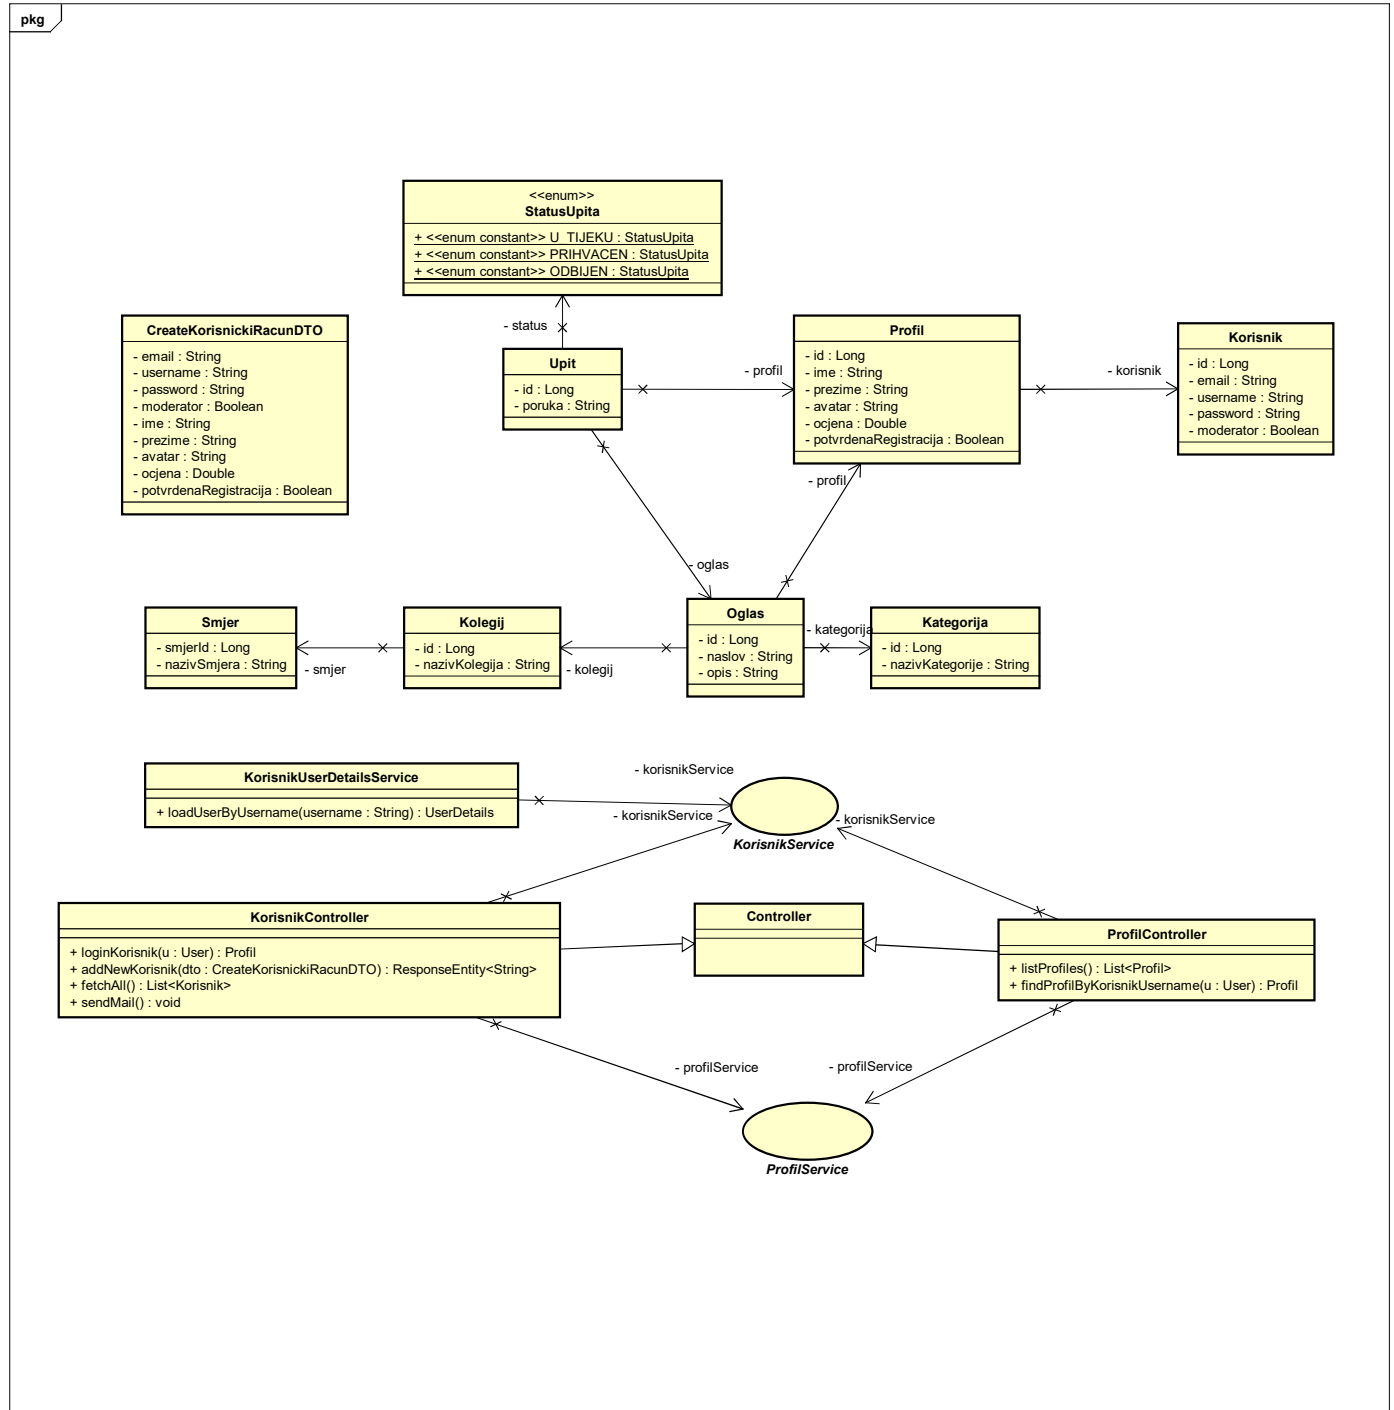 pkg
<<enum>>
StatusUpita
+ <<enum constant>> U_TIJEKU : StatusUpita
+ <<enum constant>> PRIHVACEN : StatusUpita
+ <<enum constant>> ODBIJEN : StatusUpita
- status
CreateKorisnickiRacunDTO
- email : String
- username : String
- password : String
- moderator : Boolean
- ime : String
- prezime : String
- avatar : String
- ocjena : Double
- potvrdenaRegistracija : Boolean
Upit
- id : Long
- poruka : String
- profil
Profil
- id : Long
- ime : String
- prezime : String
- avatar : String
- ocjena : Double
- potvrdenaRegistracija : Boolean
- korisnik
Korisnik
- id : Long
- email : String
- username : String
- password : String
- moderator : Boolean
- profil
- oglas
Smjer
- smjerId : Long
- nazivSmjera : String
- smjer
Kolegij
- id : Long
- nazivKolegija : String
- kolegij
Oglas
- id : Long
- naslov : String
- opis : String
- kategorija
Kategorija
- id : Long
- nazivKategorije : String
KorisnikUserDetailsService
+ loadUserByUsername(username : String) : UserDetails
- korisnikService
- korisnikService
- korisnikService
KorisnikService
KorisnikController
+ loginKorisnik(u : User) : Profil
+ addNewKorisnik(dto : CreateKorisnickiRacunDTO) : ResponseEntity<String>
+ fetchAll() : List<Korisnik>
+ sendMail() : void
Controller
ProfilController
+ listProfiles() : List<Profil>
+ findProfilByKorisnikUsername(u : User) : Profil
- profilService
- profilService
ProfilService